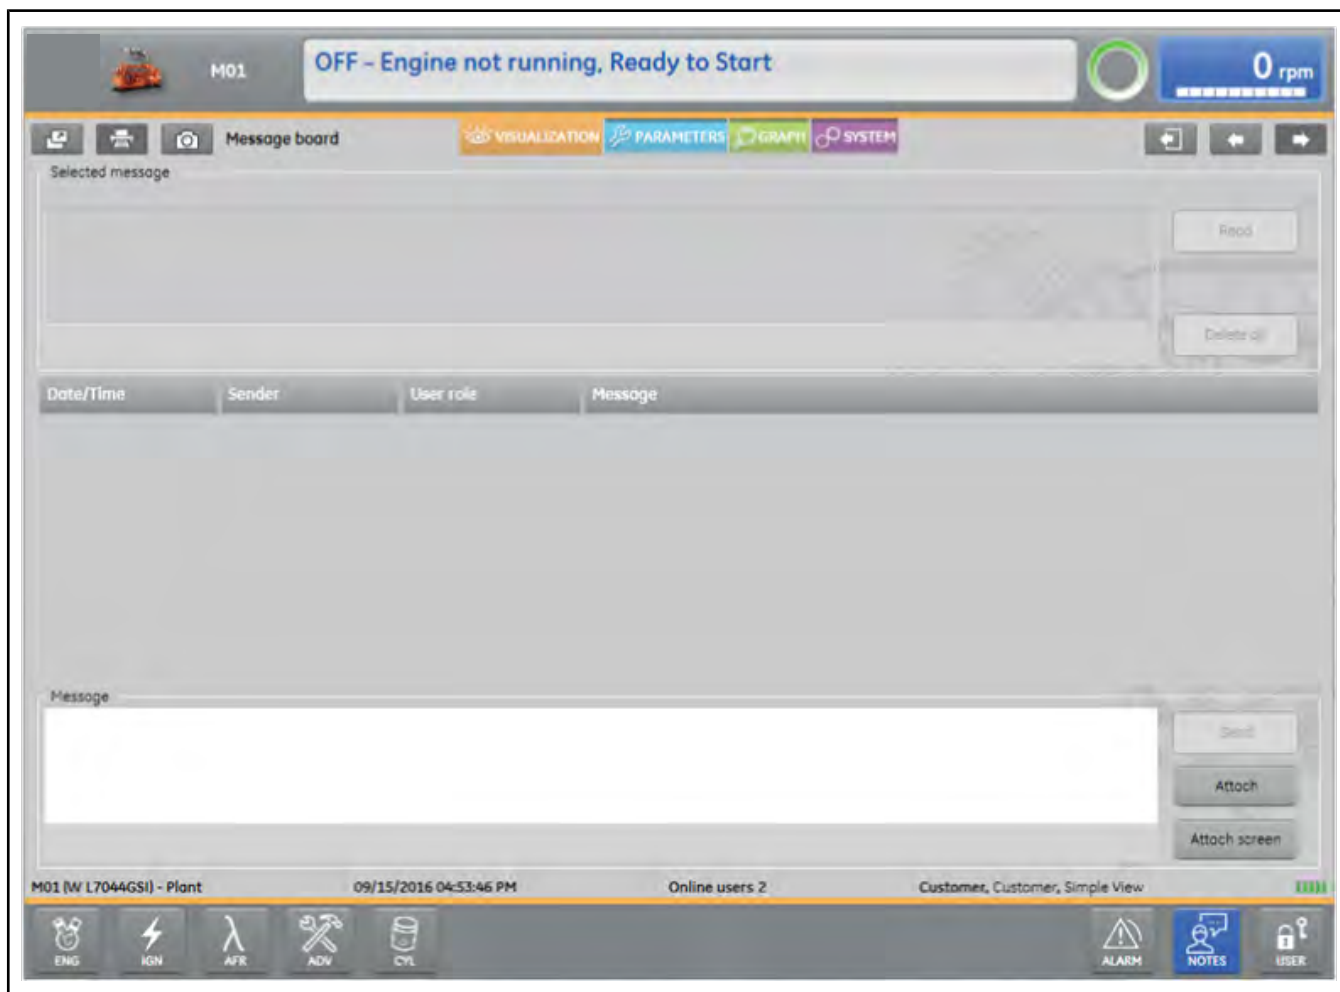 M01
OFF – Engine not running, Ready to Start
0 rpm
Message board
VISUALIZATION
PARAMETERS
GRAPH
SYSTEM
Selected message
Read
Delete all
Date/Time Sender User role Message
Message
Send
Attach
Attach screen
M01 (W L7044GSI) - Plant 09/15/2016 04:53:46 PM Online users 2 Customer, Customer, Simple View
ENG IGN λ AFR ADV CYL ALARM NOTES USER